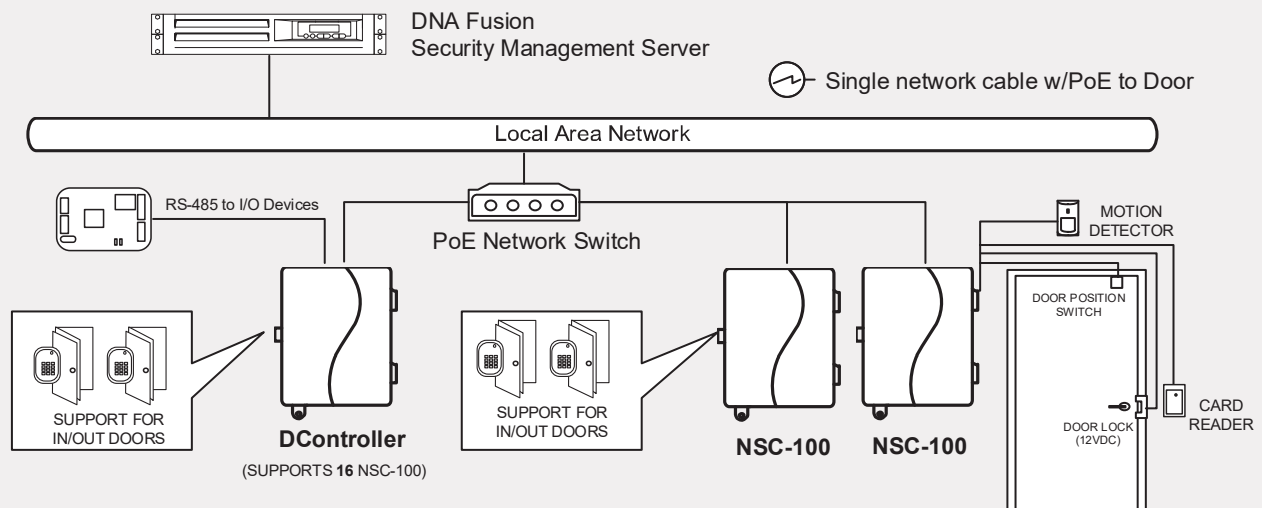 DNA Fusion
Security Management Server
Single network cable w/PoE to Door
Local Area Network
RS-485 to I/O Devices
PoE Network Switch
MOTION
DETECTOR
DOOR POSITION
SWITCH
SUPPORT FOR
IN/OUT DOORS
DController
(SUPPORTS 16 NSC-100)
SUPPORT FOR
IN/OUT DOORS
NSC-100
NSC-100
DOOR LOCK
(12VDC)
CARD
READER